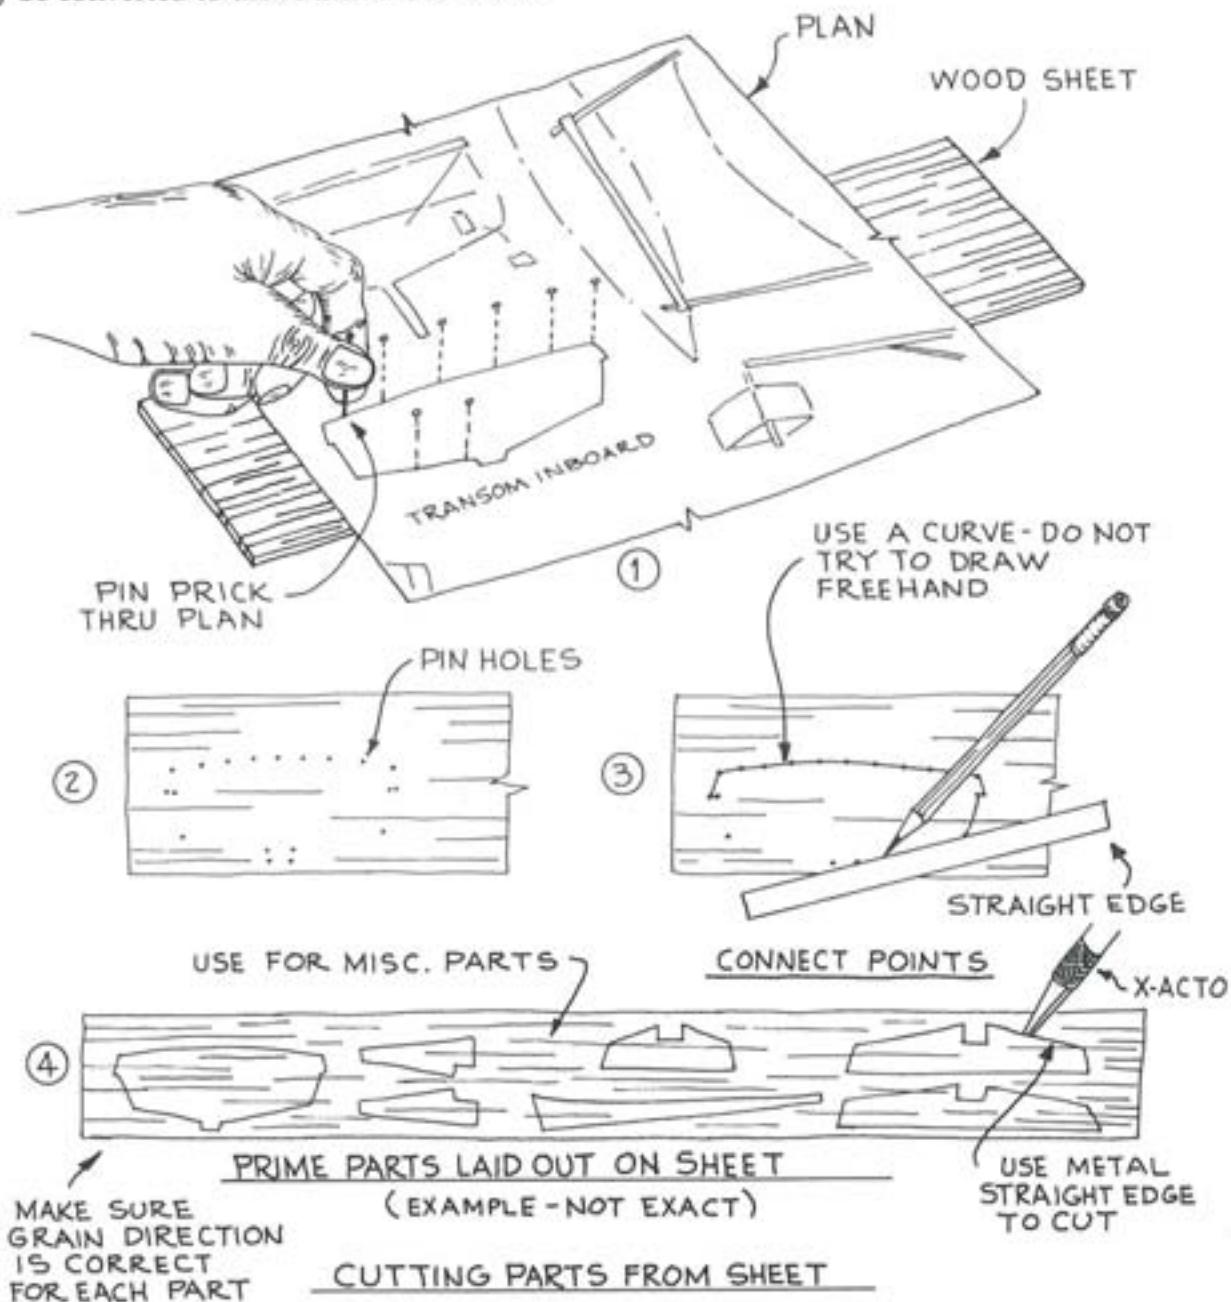 PLAN
WOOD SHEET
TRANSOM INBOARD
PIN PRICK
THRU PLAN
1
USE A CURVE - DO NOT
TRY TO DRAW
FREEHAND
PIN HOLES
2
3
STRAIGHT EDGE
CONNECT POINTS
USE FOR MISC. PARTS
X-ACTO
4
PRIME PARTS LAID OUT ON SHEET
(EXAMPLE - NOT EXACT)
MAKE SURE
GRAIN DIRECTION
IS CORRECT
FOR EACH PART
USE METAL
STRAIGHT EDGE
TO CUT
CUTTING PARTS FROM SHEET